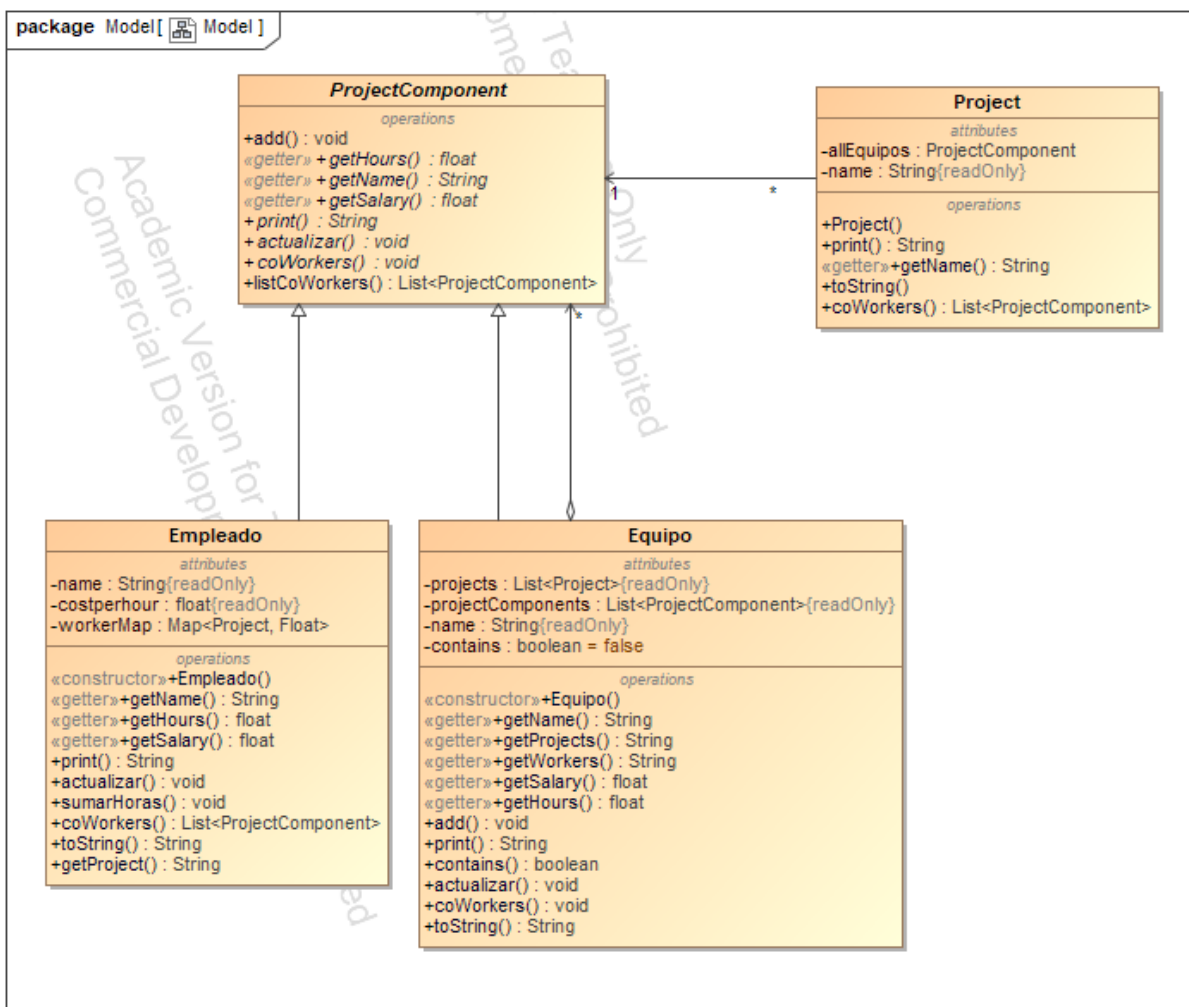 package Model[ Model ]
ProjectComponent
operations
+add() : void
«getter» +getHours() : float
«getter» +getName() : String
«getter» +getSalary() : float
+print() : String
+actualizar() : void
+coWorkers() : void
+listCoWorkers() : List<ProjectComponent>
Project
attributes
-allEquipos : ProjectComponent
-name : String{readOnly}
operations
+Project()
+print() : String
«getter»+getName() : String
+toString()
+coWorkers() : List<ProjectComponent>
1
*
*
Empleado
attributes
-name : String{readOnly}
-costperhour : float{readOnly}
-workerMap : Map<Project, Float>
operations
«constructor»+Empleado()
«getter»+getName() : String
«getter»+getHours() : float
«getter»+getSalary() : float
+print() : String
+actualizar() : void
+sumarHoras() : void
+coWorkers() : List<ProjectComponent>
+toString() : String
+getProject() : String
Equipo
attributes
-projects : List<Project>{readOnly}
-projectComponents : List<ProjectComponent>{readOnly}
-name : String{readOnly}
-contains : boolean = false
operations
«constructor»+Equipo()
«getter»+getName() : String
«getter»+getProjects() : String
«getter»+getWorkers() : String
«getter»+getSalary() : float
«getter»+getHours() : float
+add() : void
+print() : String
+contains() : boolean
+actualizar() : void
+coWorkers() : void
+toString() : String
Academic Version for
Commercial Develop